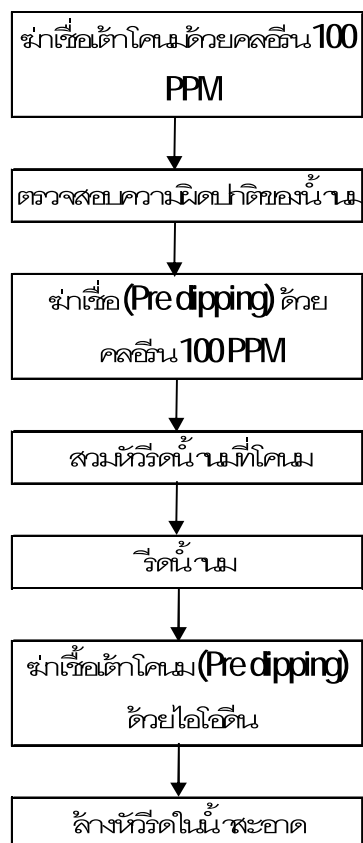 ฆ่าเชื่อเต้าโคนมด้วยคลอรีน 100
PPM
ตรวจสอบความผิดปกติของน้ำนม
ฆ่าเชื่อ (Pre dipping) ด้วย
คลอรีน 100 PPM
สวมหัวรีดน้ำนมที่โคนม
รีดน้ำนม
ฆ่าเชื้อเต้าโคนม (Pre dipping)
ด้วยไอโอดีน
ล้างหัวรีดในน้ำสะอาด